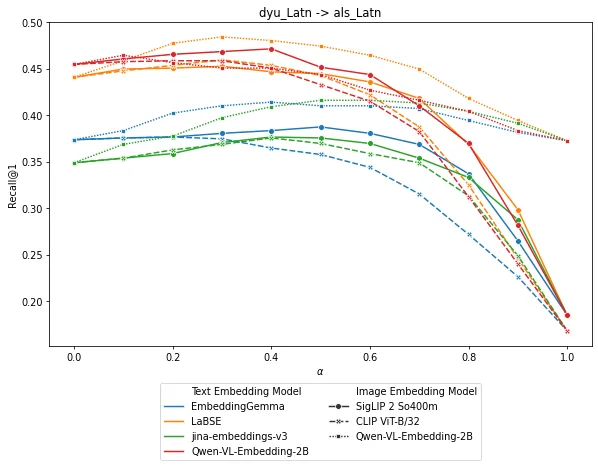 dyu_Latn -> als_Latn
0.50
0.45
0.40
0.35
0.30
0.25
0.20
Recall@1
0.0 0.2 0.4 0.6 0.8 1.0
α
Text Embedding Model
EmbeddingGemma
LaBSE
jina-embeddings-v3
Qwen-VL-Embedding-2B
Image Embedding Model
SigLIP 2 So400m
CLIP ViT-B/32
Qwen-VL-Embedding-2B